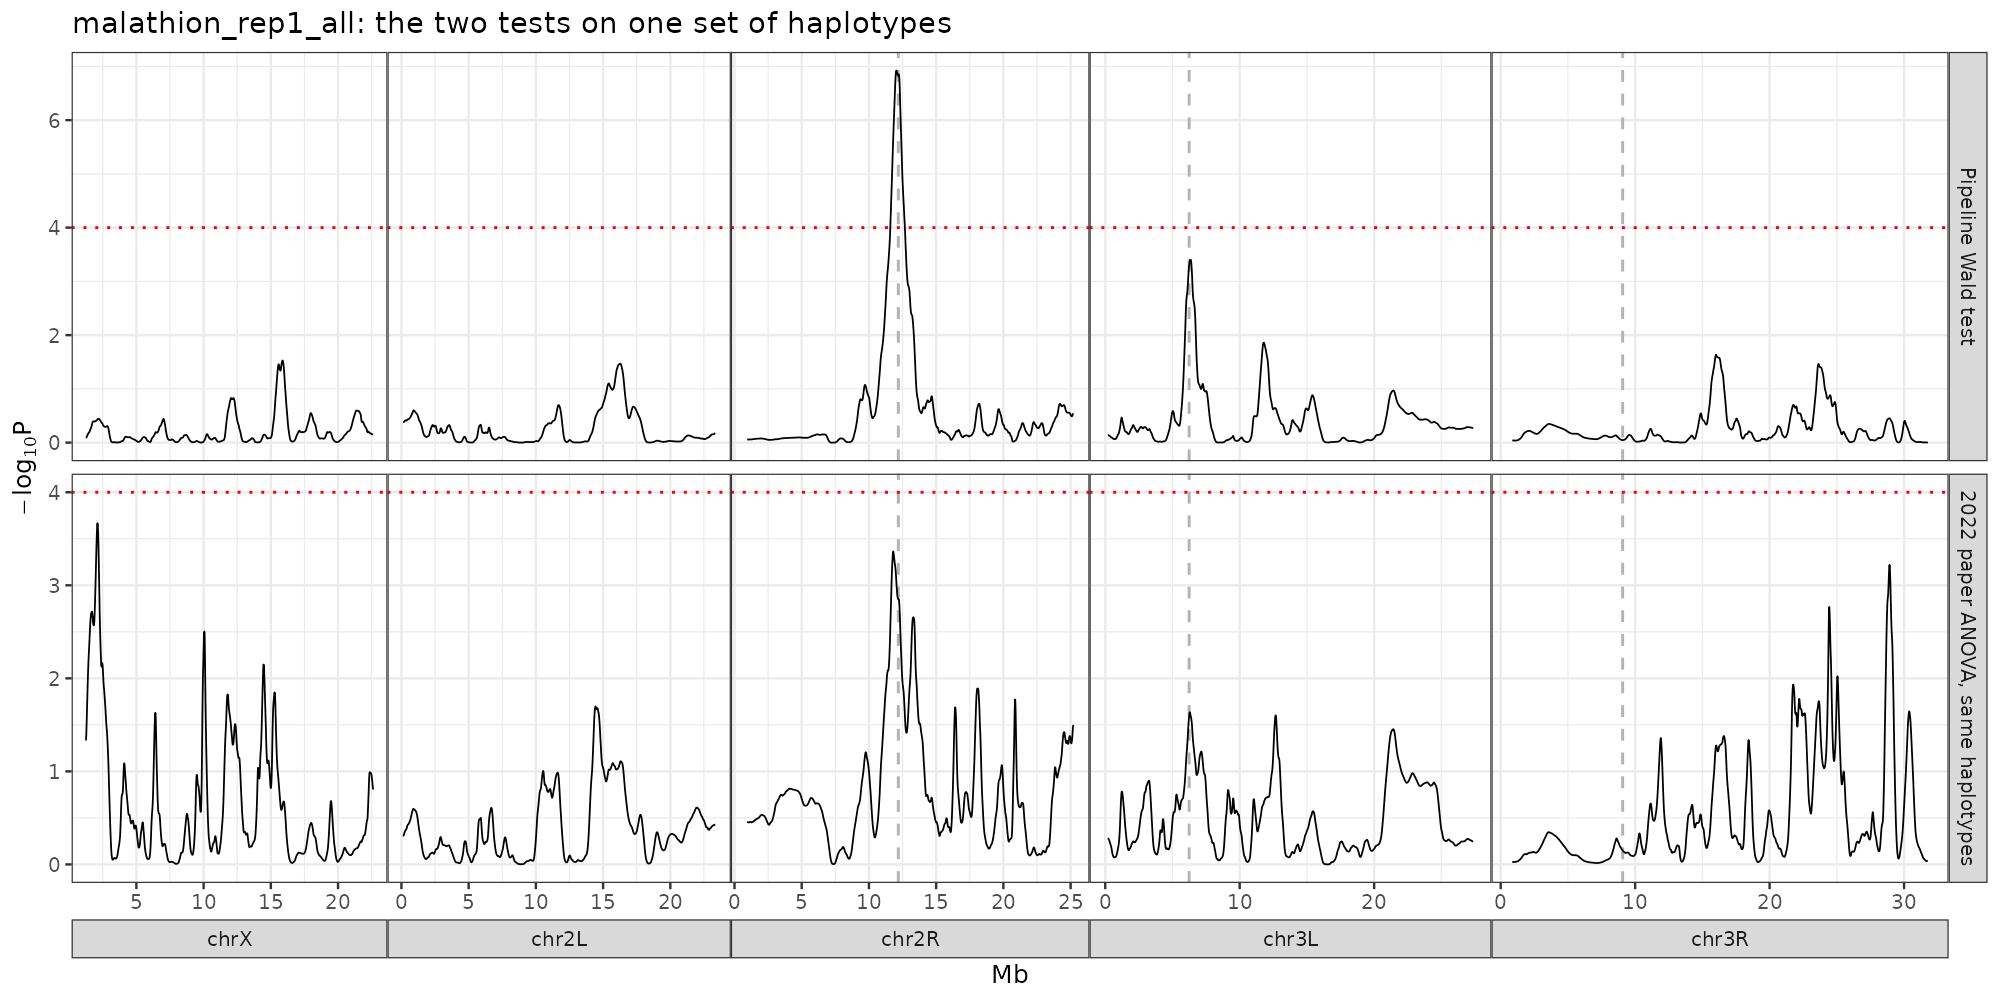 malathion_rep1_all: the two tests on one set of haplotypes
−log₁₀P
6
4
2
0
Pipeline Wald test
4
3
2
1
0
2022 paper ANOVA, same haplotypes
5 10 15 20
0 5 10 15 20
0 5 10 15 20 25
0 10 20
0 10 20 30
chrX chr2L chr2R chr3L chr3R
Mb